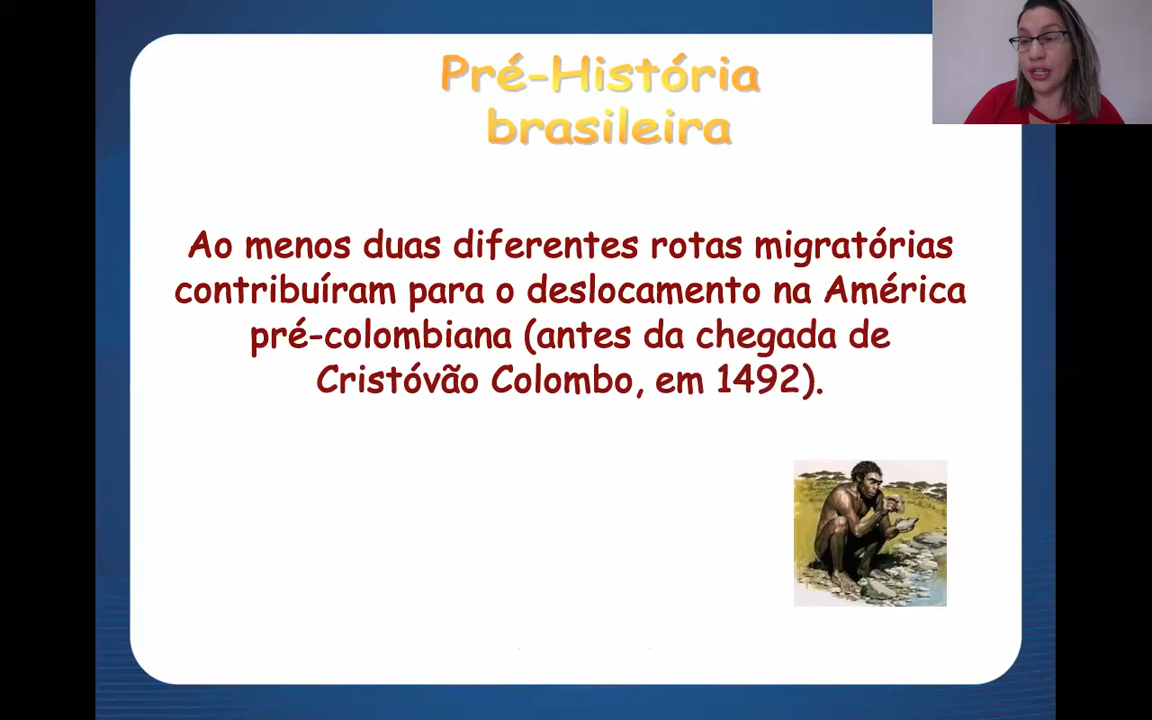 Pré-História
brasileira
Ao menos duas diferentes rotas migratórias
contribuíram para o deslocamento na América
pré-colombiana (antes da chegada de
Cristóvão Colombo, em 1492).